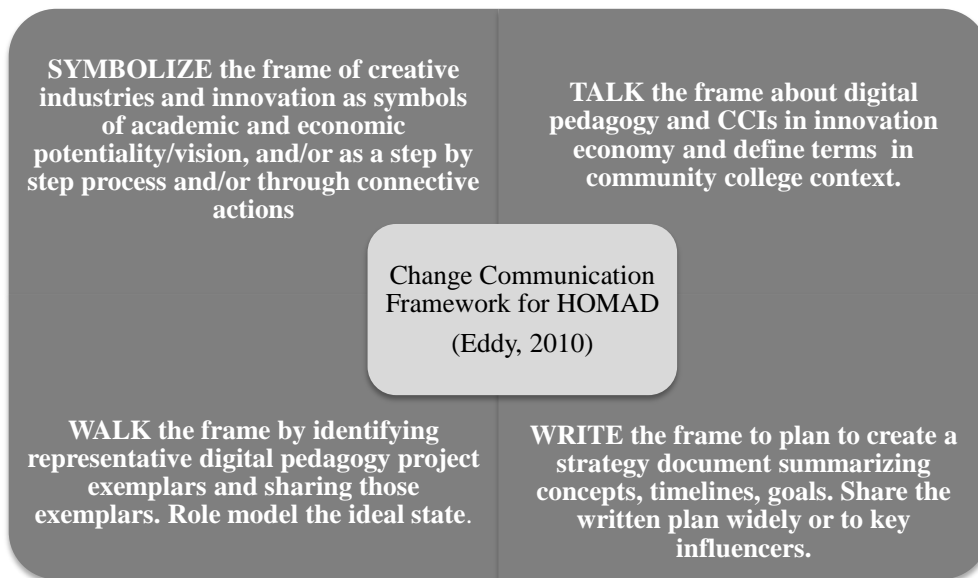 SYMBOLIZE the frame of creative
industries and innovation as symbols
of academic and economic
potentiality/vision, and/or as a step by
step process and/or through connective
actions
TALK the frame about digital
pedagogy and CCIs in innovation
economy and define terms in
community college context.
Change Communication
Framework for HOMAD
(Eddy, 2010)
WALK the frame by identifying
representative digital pedagogy project
exemplars and sharing those
exemplars. Role model the ideal state.
WRITE the frame to plan to create a
strategy document summarizing
concepts, timelines, goals. Share the
written plan widely or to key
influencers.